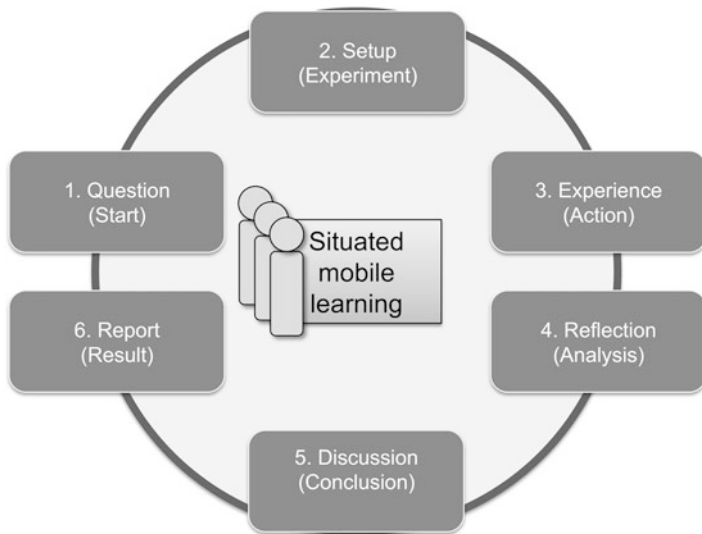 2. Setup
(Experiment)
1. Question
(Start)
3. Experience
(Action)
Situated
mobile
learning
6. Report
(Result)
4. Reflection
(Analysis)
5. Discussion
(Conclusion)